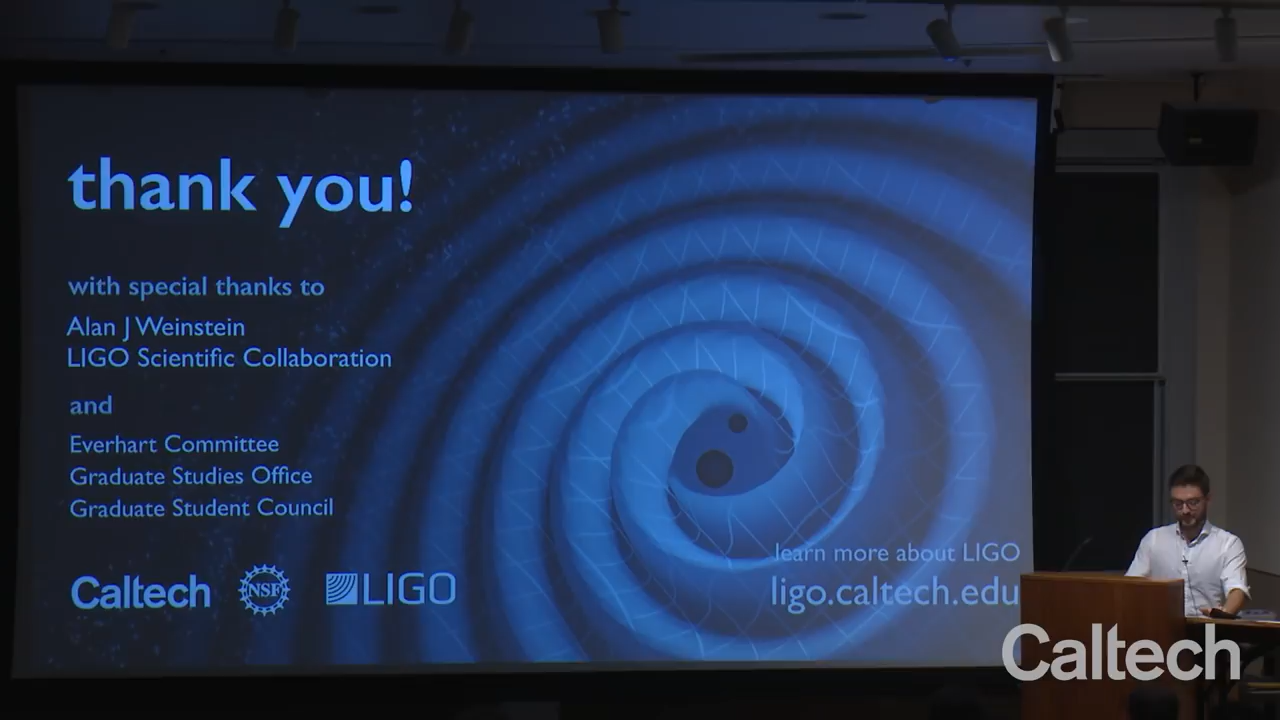 thank you!
with special thanks to
Alan J Weinstein
LIGO Scientific Collaboration
and
Everhart Committee
Graduate Studies Office
Graduate Student Council
Caltech NSF LIGO
learn more about LIGO
ligo.caltech.edu
Caltech